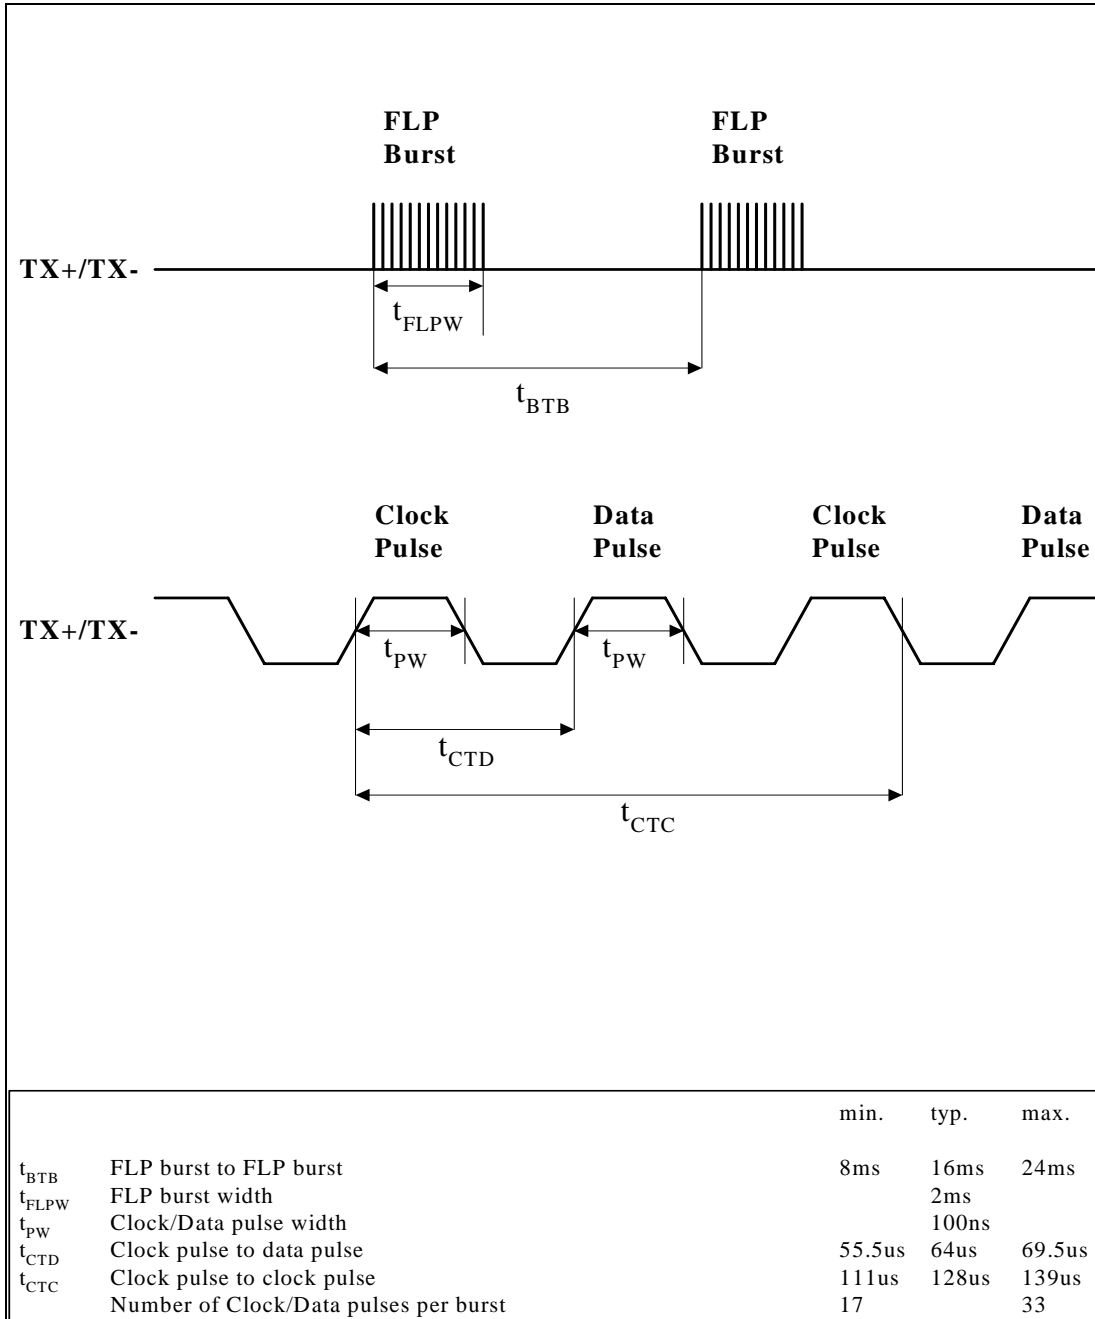 FLP Burst FLP Burst
TX+/TX-
tFLPW
tBTB
Clock Pulse Data Pulse Clock Pulse Data Pulse
TX+/TX-
tPW tPW
tCTD
tCTC
min. typ. max.
tBTB FLP burst to FLP burst 8ms 16ms 24ms
tFLPW FLP burst width 2ms
tPW Clock/Data pulse width 100ns
tCTD Clock pulse to data pulse 55.5us 64us 69.5us
tCTC Clock pulse to clock pulse 111us 128us 139us
Number of Clock/Data pulses per burst 17 33